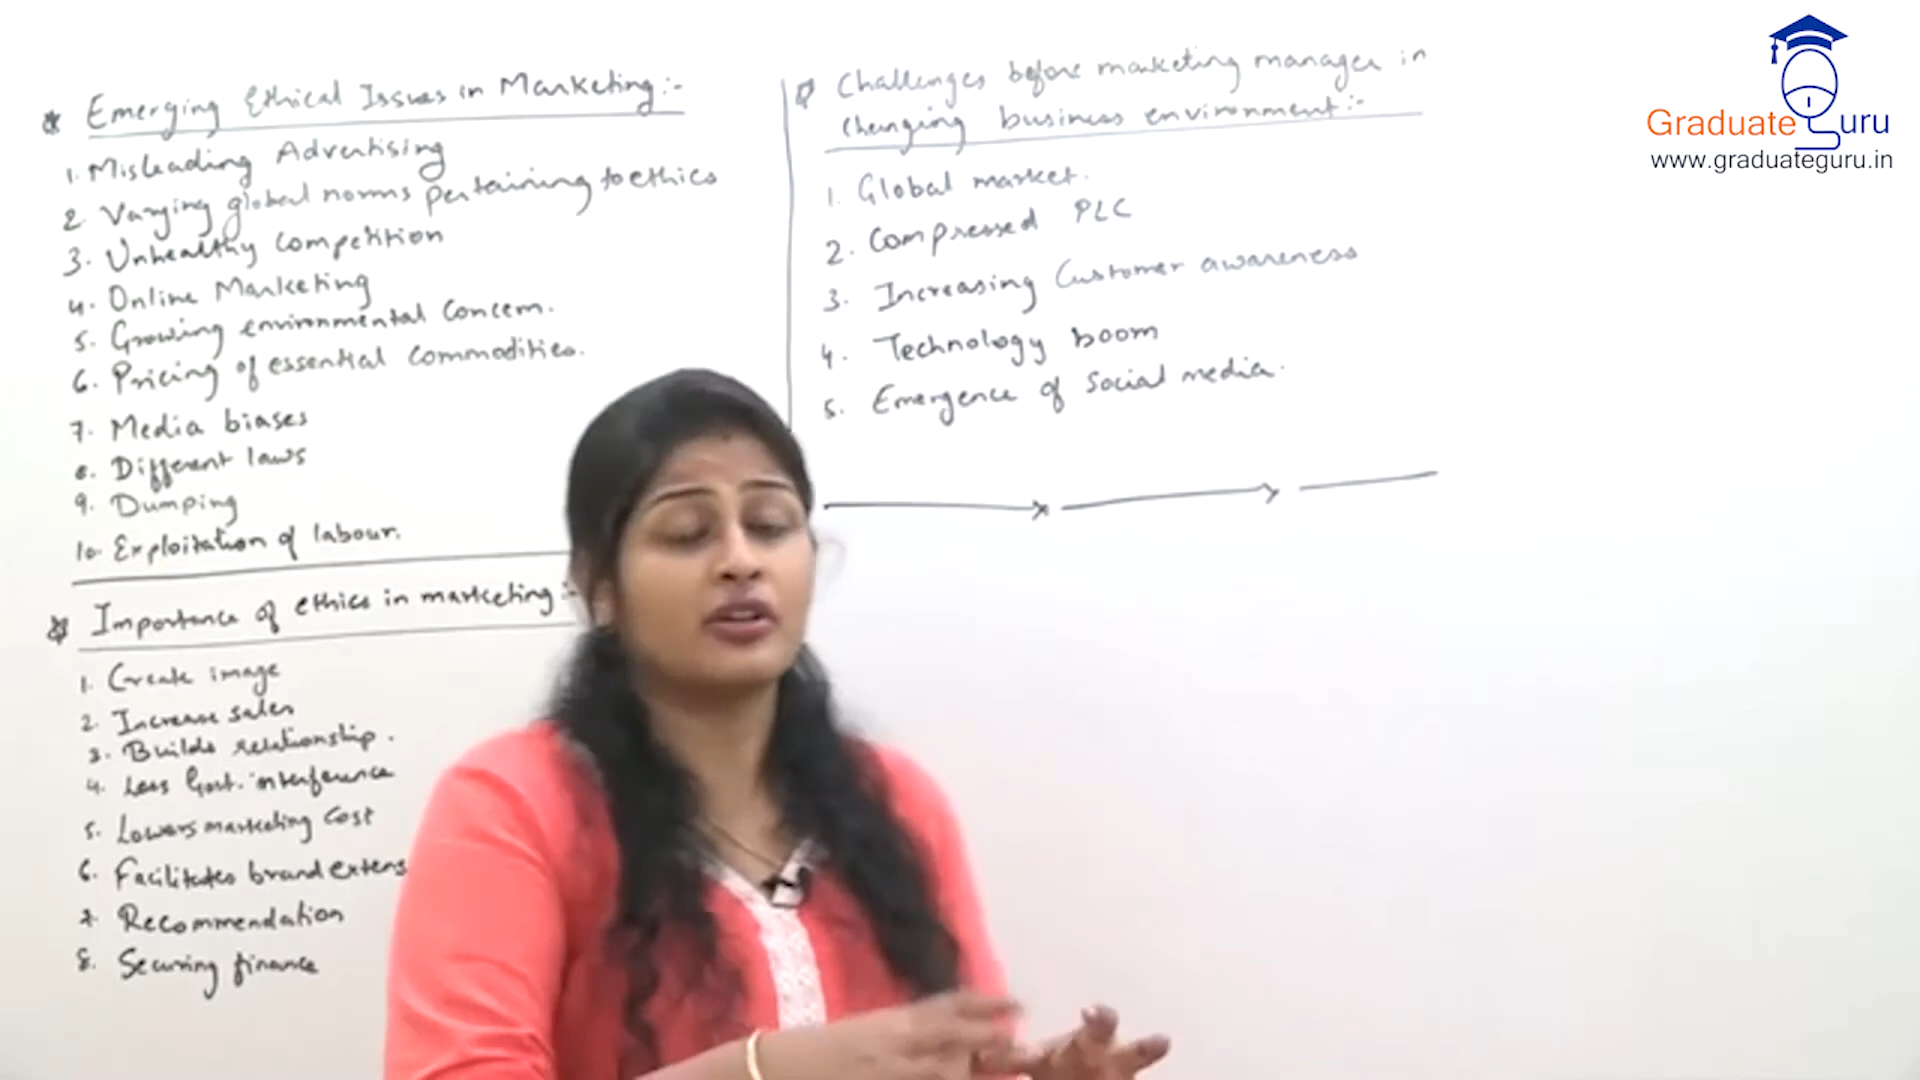 * Emerging Ethical Issues in Marketing:-
1. Misleading Advertising
2. Varying global norms pertaining to ethics
3. Unhealthy Competition
4. Online Marketing
5. Growing environmental Concern.
6. Pricing of essential Commodities.
7. Media biases
8. Different laws
9. Dumping
10. Exploitation of labour.
* Importance of ethics in marketing:-
1. Create image
2. Increase sales
3. Builds relationship.
4. Less Govt. interference
5. Lowers marketing Cost
6. Facilitates brand extens
7. Recommendation
8. Securing finance
* Challenges before marketing manager in
changing business environment:-
1. Global market.
2. Compressed PLC
3. Increasing Customer awareness
4. Technology boom
5. Emergence of Social media.
Graduate Guru
www.graduateguru.in